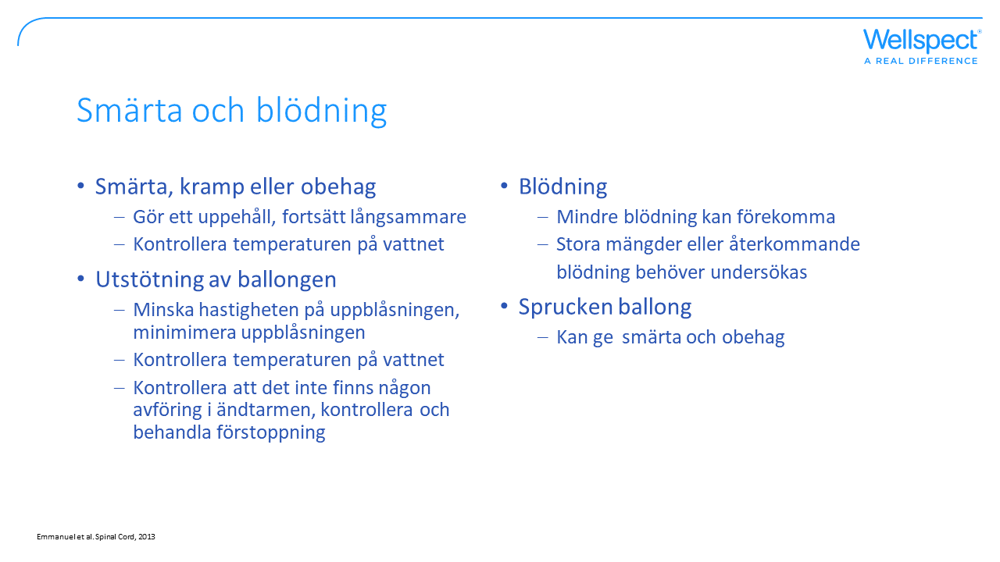 Wellspect®
A REAL DIFFERENCE
Smärta och blödning
• Smärta, kramp eller obehag
– Gör ett uppehåll, fortsätt långsammare
– Kontrollera temperaturen på vattnet
• Utstötning av ballongen
– Minska hastigheten på uppblåsningen,
minimimera uppblåsningen
– Kontrollera temperaturen på vattnet
– Kontrollera att det inte finns någon
avföring i ändtarmen, kontrollera och
behandla förstoppning
• Blödning
– Mindre blödning kan förekomma
– Stora mängder eller återkommande
blödning behöver undersökas
• Sprucken ballong
– Kan ge  smärta och obehag
Emmanuel et al. Spinal Cord, 2013